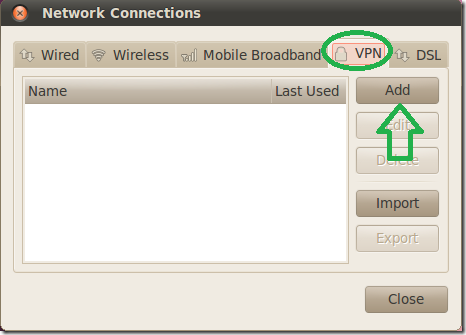 Network Connections
Wired Wireless Mobile Broadband VPN DSL
Name Last Used
Add
Edit
Delete
Import
Export
Close